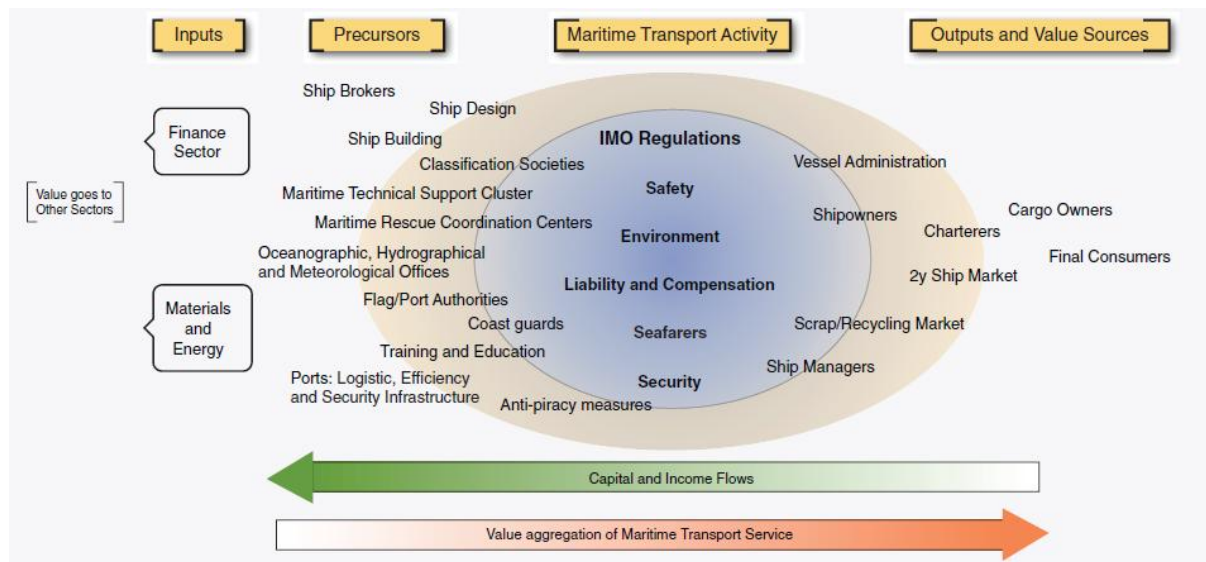 Inputs
Precursors
Maritime Transport Activity
Outputs and Value Sources
Finance
Sector
Value goes to
Other Sectors
Materials
and
Energy
Ship Brokers
Ship Design
Ship Building
Classification Societies
Maritime Technical Support Cluster
Maritime Rescue Coordination Centers
Oceanographic, Hydrographical
and Meteorological Offices
Flag/Port Authorities
Coast guards
Training and Education
Ports: Logistic, Efficiency
and Security Infrastructure
Anti-piracy measures
IMO Regulations
Safety
Environment
Liability and Compensation
Seafarers
Security
Vessel Administration
Shipowners
Cargo Owners
Charterers
Final Consumers
2y Ship Market
Scrap/Recycling Market
Ship Managers
Capital and Income Flows
Value aggregation of Maritime Transport Service